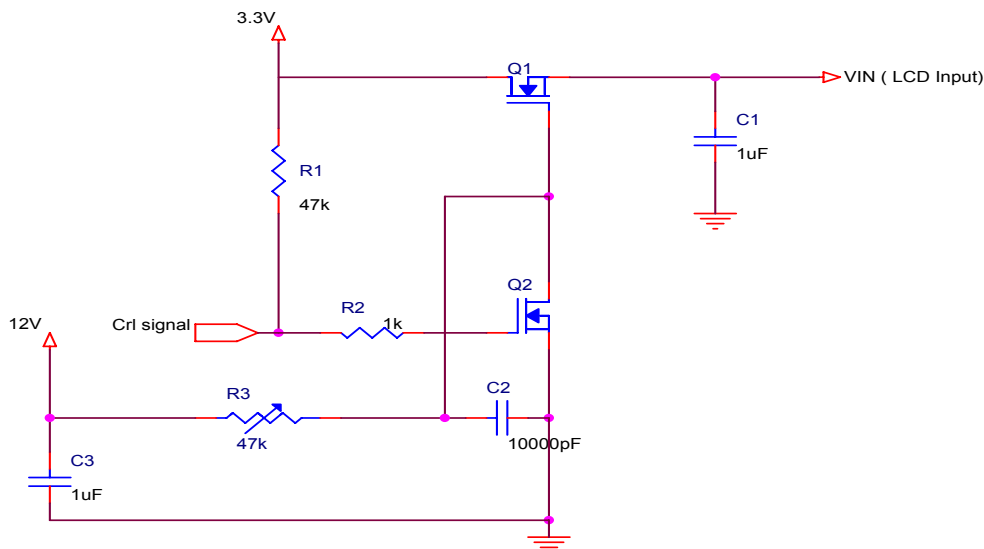 3.3V
Q1
VIN ( LCD Input)
C1
1uF
R1
47k
Q2
R2
1k
12V
Crl signal
R3
47k
C2
10000pF
C3
1uF